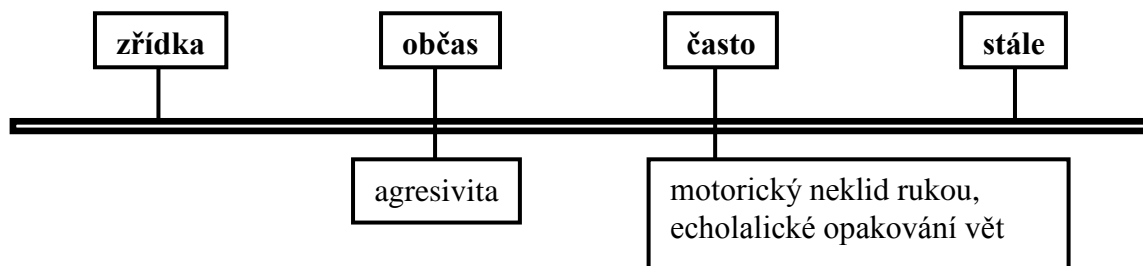 zřídka
občas
často
stále
agresivita
motorický neklid rukou,
echolalické opakování vět